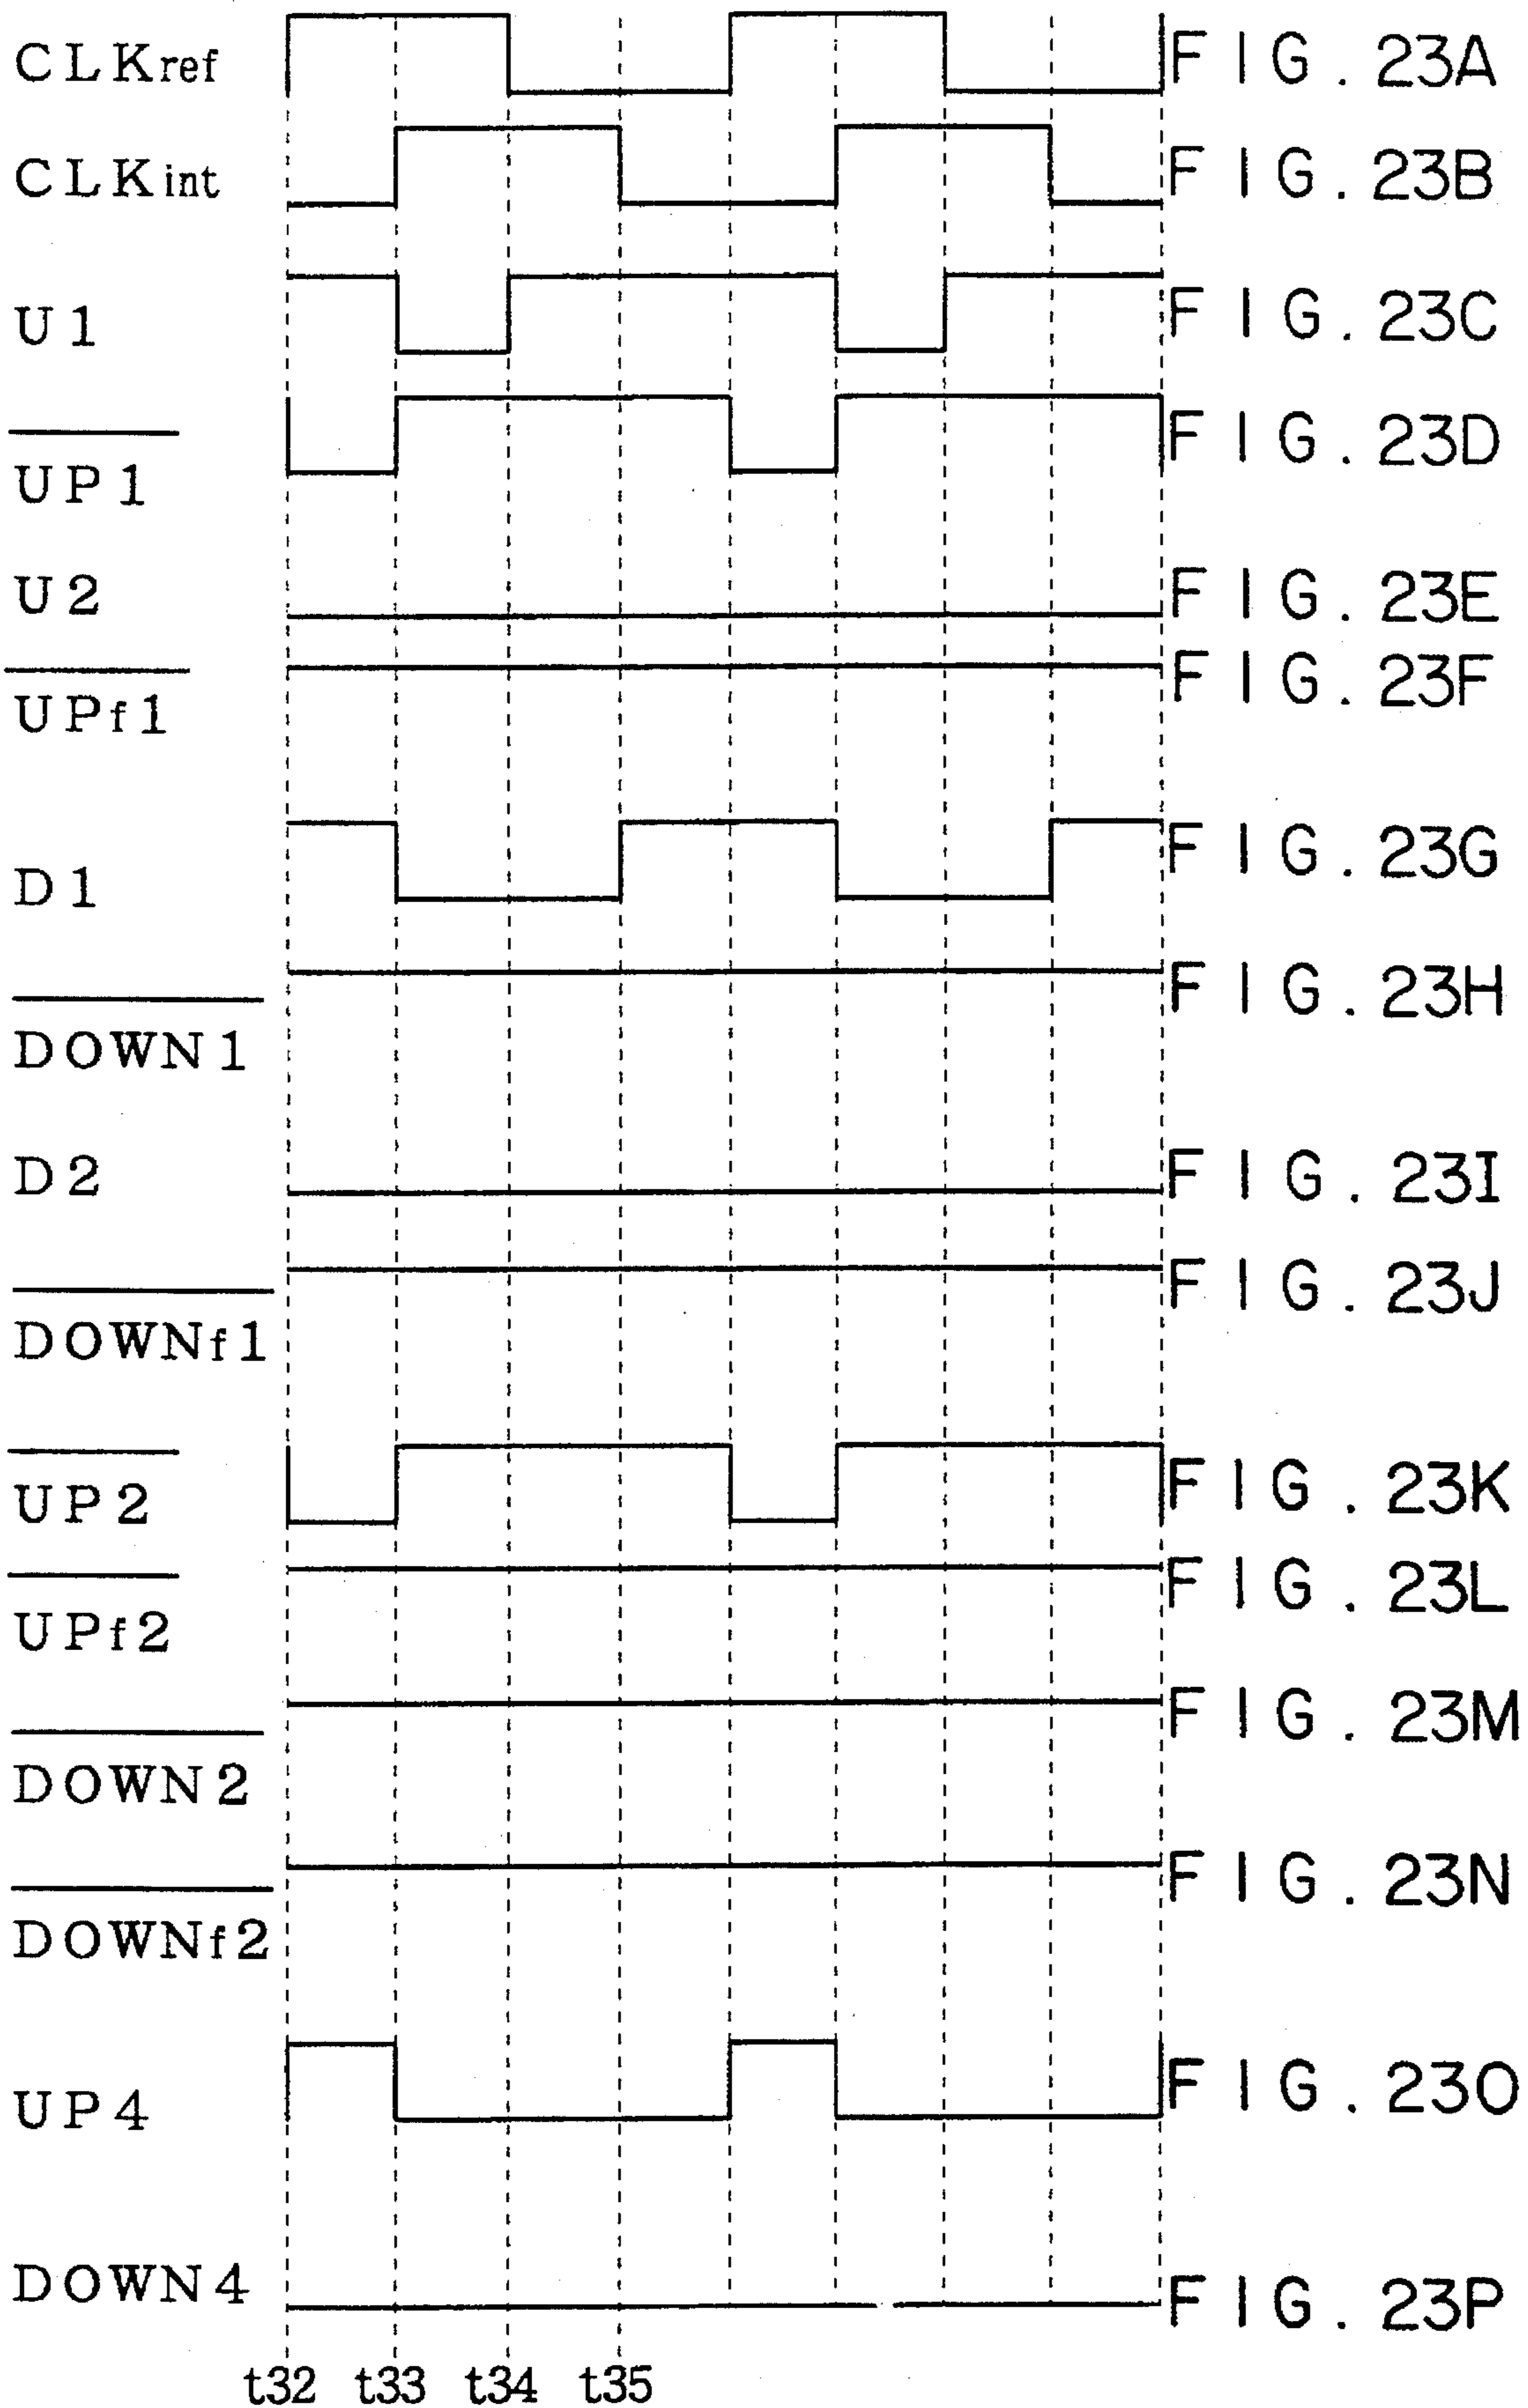 CLKref FIG. 23A
CLKint FIG. 23B
U1 FIG. 23C
UP1 FIG. 23D
U2 FIG. 23E
UPf1 FIG. 23F
D1 FIG. 23G
DOWN1 FIG. 23H
D2 FIG. 23I
DOWNf1 FIG. 23J
UP2 FIG. 23K
UPf2 FIG. 23L
DOWN2 FIG. 23M
DOWNf2 FIG. 23N
UP4 FIG. 23O
DOWN4 FIG. 23P
t32 t33 t34 t35